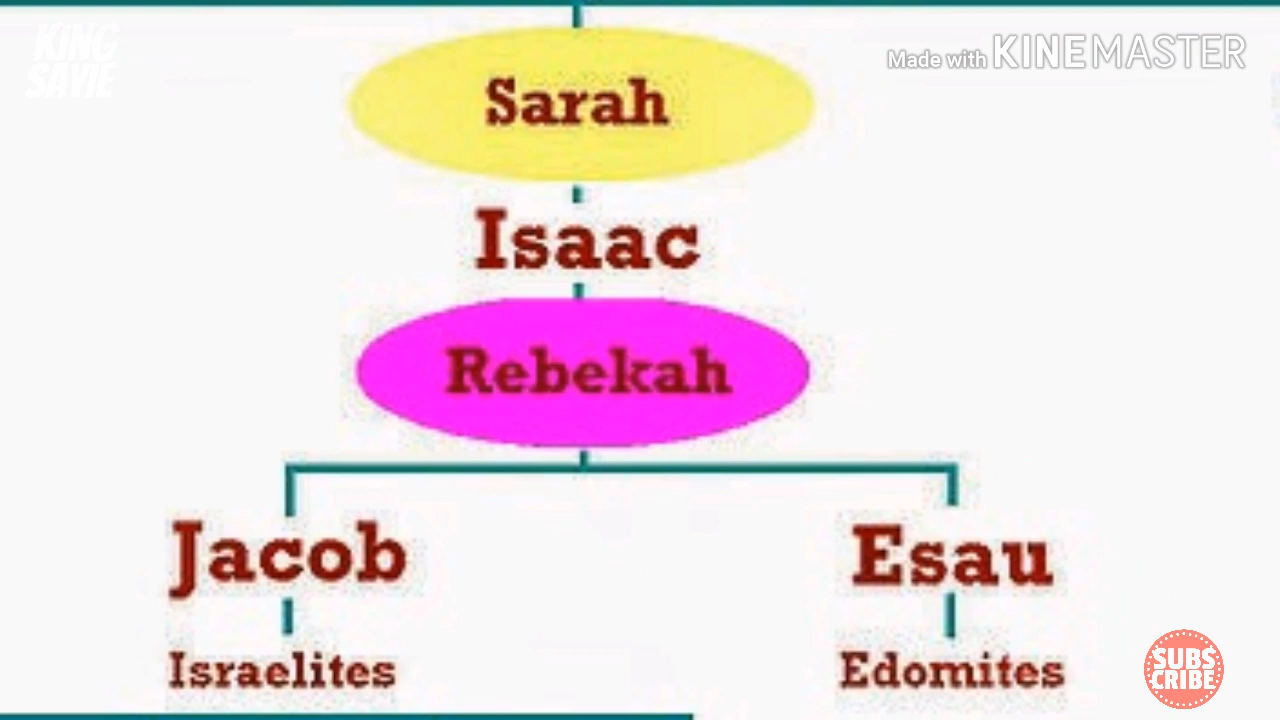 KING
SAVIE
Made with KINEMASTER
Sarah
Isaac
Rebekah
Jacob Esau
Israelites Edomites
SUBS
CRIBE